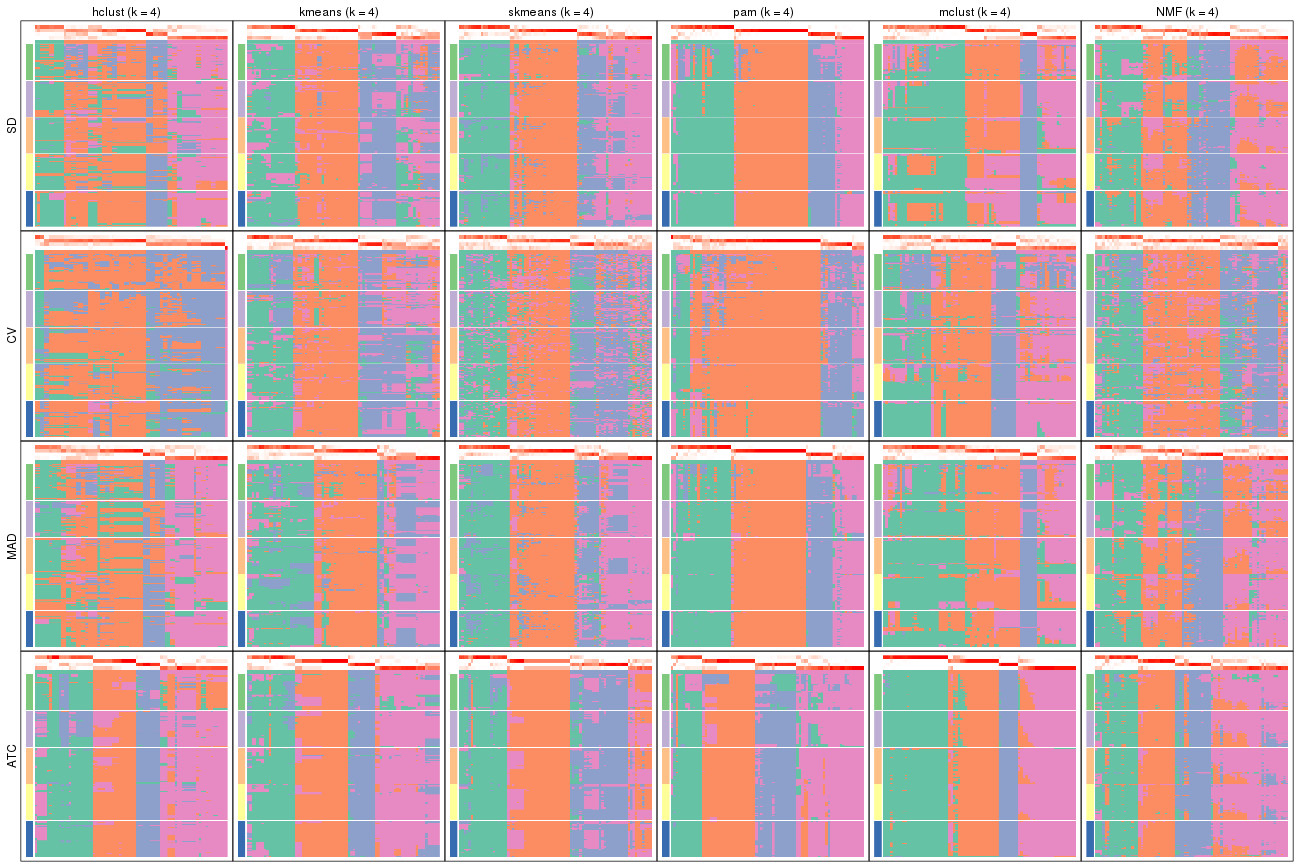 hclust (k = 4) kmeans (k = 4) skmeans (k = 4) pam (k = 4) mclust (k = 4) NMF (k = 4)
SD
CV
MAD
ATC